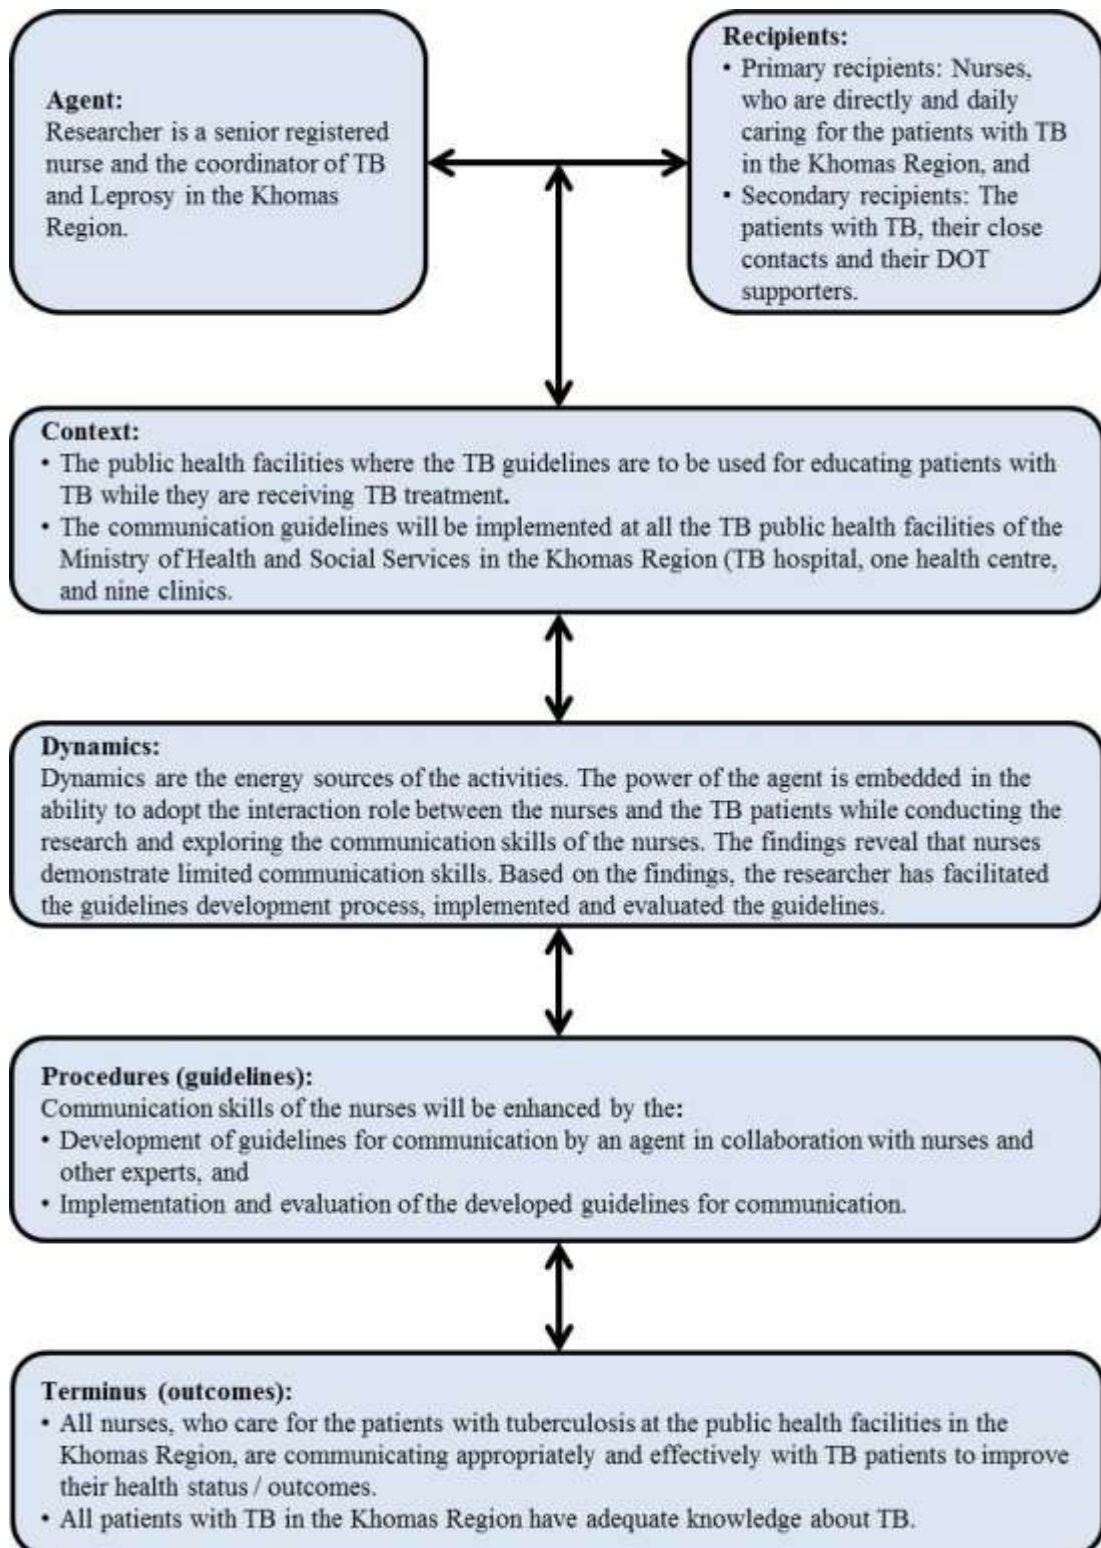 Agent:
Researcher is a senior registered
nurse and the coordinator of TB
and Leprosy in the Khomas
Region.
Recipients:
• Primary recipients: Nurses,
who are directly and daily
caring for the patients with TB
in the Khomas Region, and
• Secondary recipients: The
patients with TB, their close
contacts and their DOT
supporters.
Context:
• The public health facilities where the TB guidelines are to be used for educating patients with
TB while they are receiving TB treatment.
• The communication guidelines will be implemented at all the TB public health facilities of the
Ministry of Health and Social Services in the Khomas Region (TB hospital, one health centre,
and nine clinics.
Dynamics:
Dynamics are the energy sources of the activities. The power of the agent is embedded in the
ability to adopt the interaction role between the nurses and the TB patients while conducting the
research and exploring the communication skills of the nurses. The findings reveal that nurses
demonstrate limited communication skills. Based on the findings, the researcher has facilitated
the guidelines development process, implemented and evaluated the guidelines.
Procedures (guidelines):
Communication skills of the nurses will be enhanced by the:
• Development of guidelines for communication by an agent in collaboration with nurses and
other experts, and
• Implementation and evaluation of the developed guidelines for communication.
Terminus (outcomes):
• All nurses, who care for the patients with tuberculosis at the public health facilities in the
Khomas Region, are communicating appropriately and effectively with TB patients to improve
their health status / outcomes.
• All patients with TB in the Khomas Region have adequate knowledge about TB.